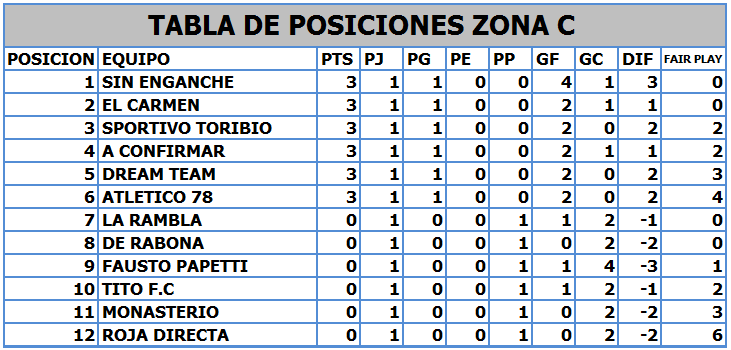 TABLA DE POSICIONES ZONA C
POSICION EQUIPO PTS PJ PG PE PP GF GC DIF FAIR PLAY
1 SIN ENGANCHE 3 1 1 0 0 4 1 3 0
2 EL CARMEN 3 1 1 0 0 2 1 1 0
3 SPORTIVO TORIBIO 3 1 1 0 0 2 0 2 2
4 A CONFIRMAR 3 1 1 0 0 2 1 1 2
5 DREAM TEAM 3 1 1 0 0 2 0 2 3
6 ATLETICO 78 3 1 1 0 0 2 0 2 4
7 LA RAMBLA 0 1 0 0 1 1 2 -1 0
8 DE RABONA 0 1 0 0 1 0 2 -2 0
9 FAUSTO PAPETTI 0 1 0 0 1 1 4 -3 1
10 TITO F.C 0 1 0 0 1 1 2 -1 2
11 MONASTERIO 0 1 0 0 1 0 2 -2 3
12 ROJA DIRECTA 0 1 0 0 1 0 2 -2 6